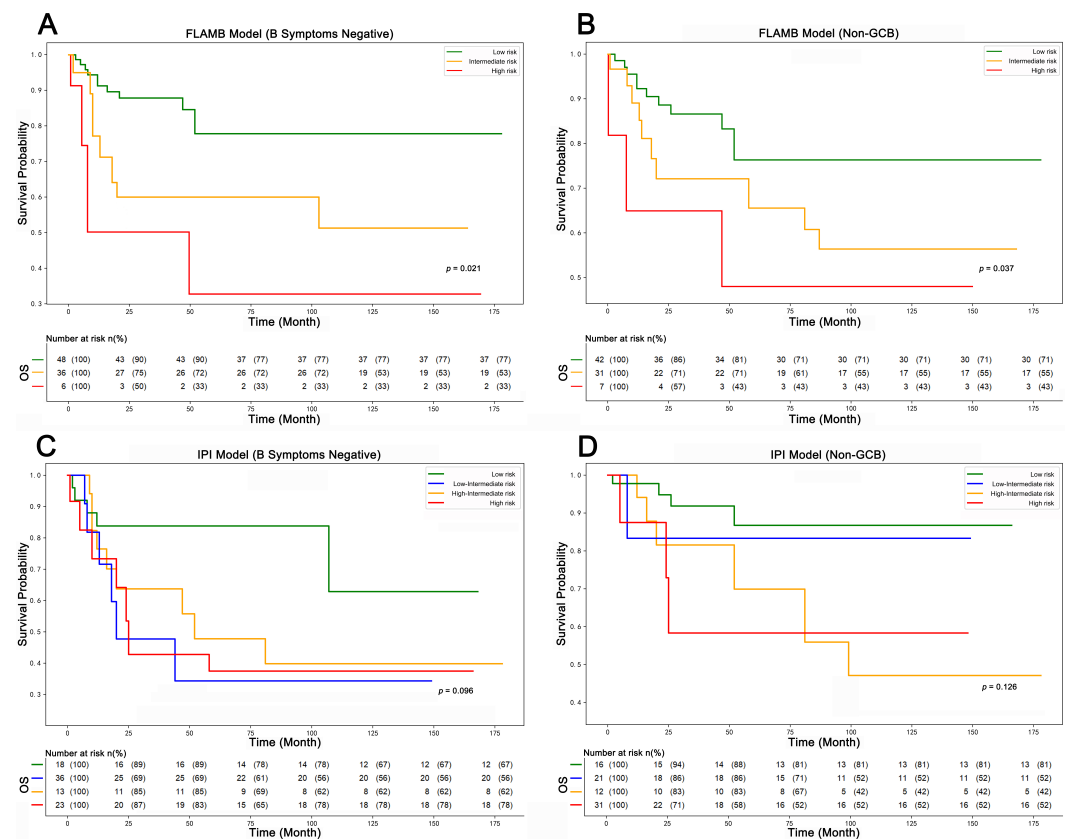 A
FLAMB Model (B Symptoms Negative)
Low risk
Intermediate risk
High risk
Survival Probability
1.0
0.9
0.8
0.7
0.6
0.5
0.4
0.3
p = 0.021
0 25 50 75 100 125 150 175
Time (Month)
Number at risk n(%)
OS
48 (100) 43 (90) 43 (90) 37 (77) 37 (77) 37 (77) 37 (77) 37 (77)
36 (100) 27 (75) 26 (72) 26 (72) 26 (72) 19 (53) 19 (53) 19 (53)
6 (100) 3 (50) 2 (33) 2 (33) 2 (33) 2 (33) 2 (33) 2 (33)
0 25 50 75 100 125 150 175
Time (Month)
B
FLAMB Model (Non-GCB)
Low risk
Intermediate risk
High risk
Survival Probability
1.0
0.9
0.8
0.7
0.6
0.5
p = 0.037
0 25 50 75 100 125 150 175
Time (Month)
Number at risk n(%)
OS
42 (100) 36 (86) 34 (81) 30 (71) 30 (71) 30 (71) 30 (71) 30 (71)
31 (100) 22 (71) 22 (71) 19 (61) 17 (55) 17 (55) 17 (55) 17 (55)
7 (100) 4 (57) 3 (43) 3 (43) 3 (43) 3 (43) 3 (43) 3 (43)
0 25 50 75 100 125 150 175
Time (Month)
C
IPI Model (B Symptoms Negative)
Low risk
Low-Intermediate risk
High-Intermediate risk
High risk
Survival Probability
1.0
0.9
0.8
0.7
0.6
0.5
0.4
0.3
p = 0.096
0 25 50 75 100 125 150 175
Time (Month)
Number at risk n(%)
OS
18 (100) 16 (89) 16 (89) 14 (78) 14 (78) 12 (67) 12 (67) 12 (67)
36 (100) 25 (69) 25 (69) 22 (61) 20 (56) 20 (56) 20 (56) 20 (56)
13 (100) 11 (85) 11 (85) 9 (69) 8 (62) 8 (62) 8 (62) 8 (62)
23 (100) 20 (87) 19 (83) 15 (65) 18 (78) 18 (78) 18 (78) 18 (78)
0 25 50 75 100 125 150 175
Time (Month)
D
IPI Model (Non-GCB)
Low risk
Low-Intermediate risk
High-Intermediate risk
High risk
Survival Probability
1.0
0.9
0.8
0.7
0.6
0.5
0.4
p = 0.126
0 25 50 75 100 125 150 175
Time (Month)
Number at risk n(%)
OS
16 (100) 15 (94) 14 (88) 13 (81) 13 (81) 13 (81) 13 (81) 13 (81)
21 (100) 18 (86) 18 (86) 15 (71) 11 (52) 11 (52) 11 (52) 11 (52)
12 (100) 10 (83) 10 (83) 8 (67) 5 (42) 5 (42) 5 (42) 5 (42)
31 (100) 22 (71) 18 (58) 16 (52) 16 (52) 16 (52) 16 (52) 16 (52)
0 25 50 75 100 125 150 175
Time (Month)